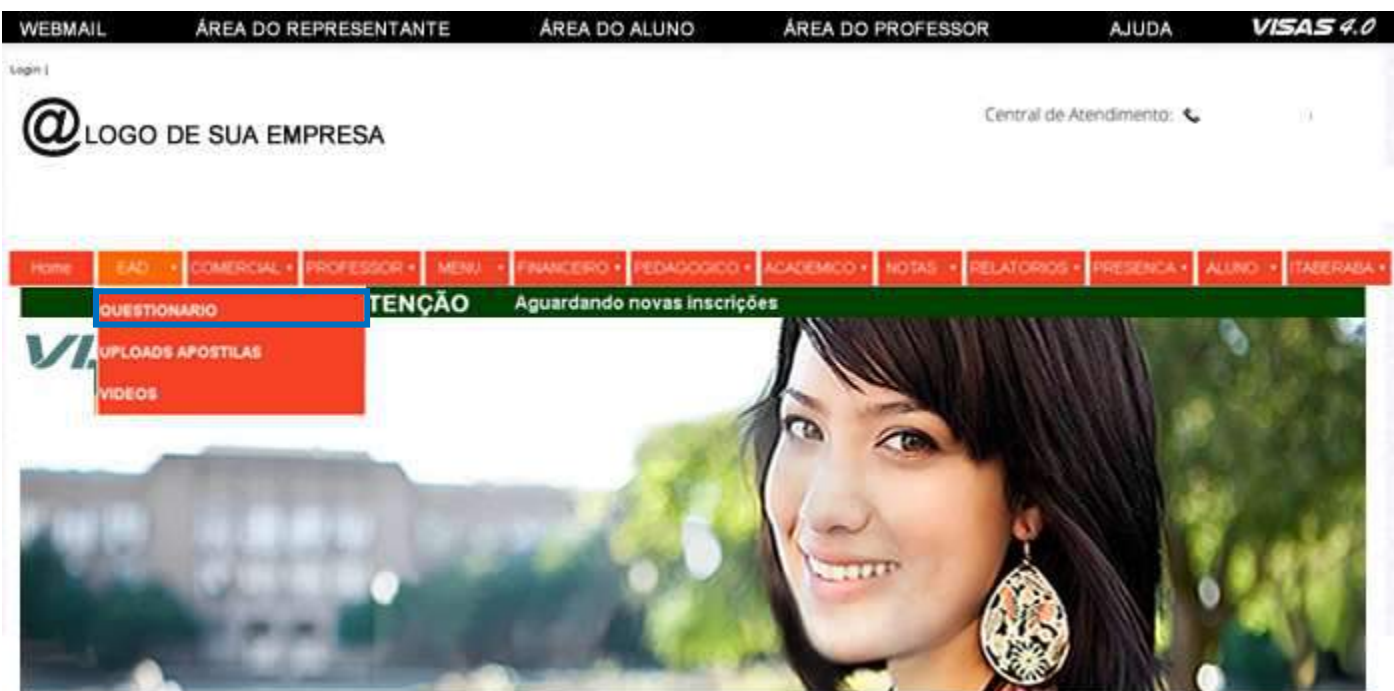 WEBMAIL ÁREA DO REPRESENTANTE ÁREA DO ALUNO ÁREA DO PROFESSOR AJUDA VISAS 4.0
Login |
@ LOGO DE SUA EMPRESA
Central de Atendimento:
Home EAD COMERCIAL PROFESSOR MENU FINANCEIRO PEDAGOGICO ACADEMICO NOTAS RELATORIOS PRESENCA ALUNO ITABERABA
QUESTIONARIO TENÇÃO Aguardando novas inscrições
UPLOADS APOSTILAS
VIDEOS